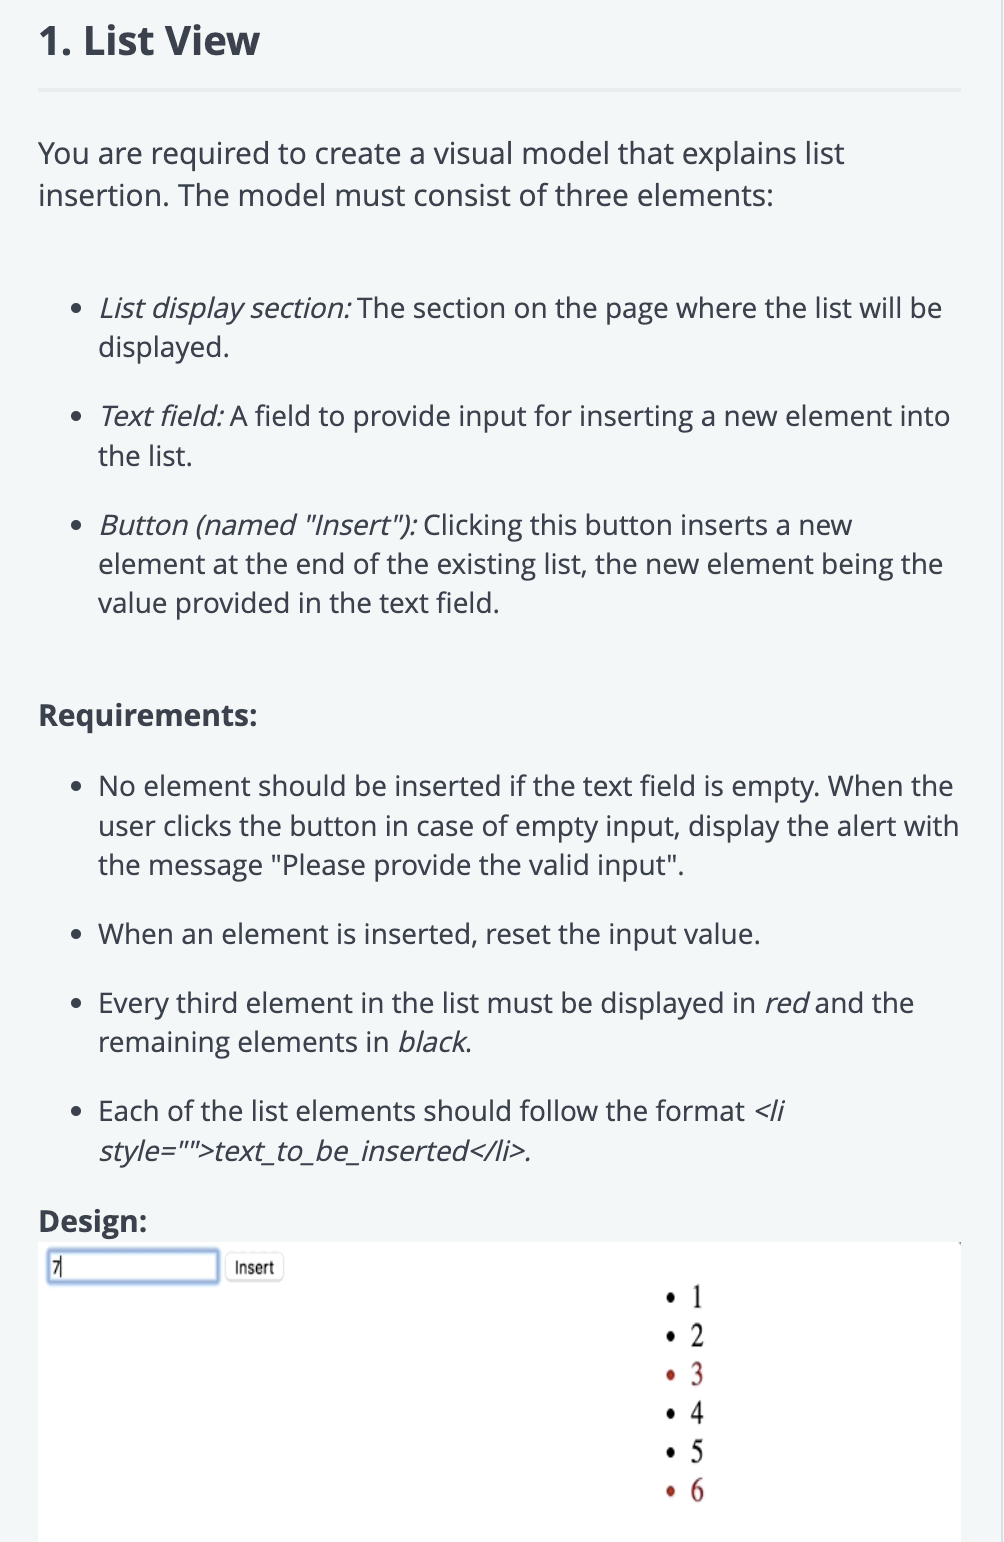 1. List View
You are required to create a visual model that explains list
insertion. The model must consist of three elements:
• List display section: The section on the page where the list will be
displayed.
• Text field: A field to provide input for inserting a new element into
the list.
• Button (named "Insert"): Clicking this button inserts a new
element at the end of the existing list, the new element being the
value provided in the text field.
Requirements:
• No element should be inserted if the text field is empty. When the
user clicks the button in case of empty input, display the alert with
the message "Please provide the valid input".
• When an element is inserted, reset the input value.
• Every third element in the list must be displayed in red and the
remaining elements in black.
• Each of the list elements should follow the format <li
style="">text_to_be_inserted</li>.
Design:
7 Insert
• 1
• 2
• 3
• 4
• 5
• 6